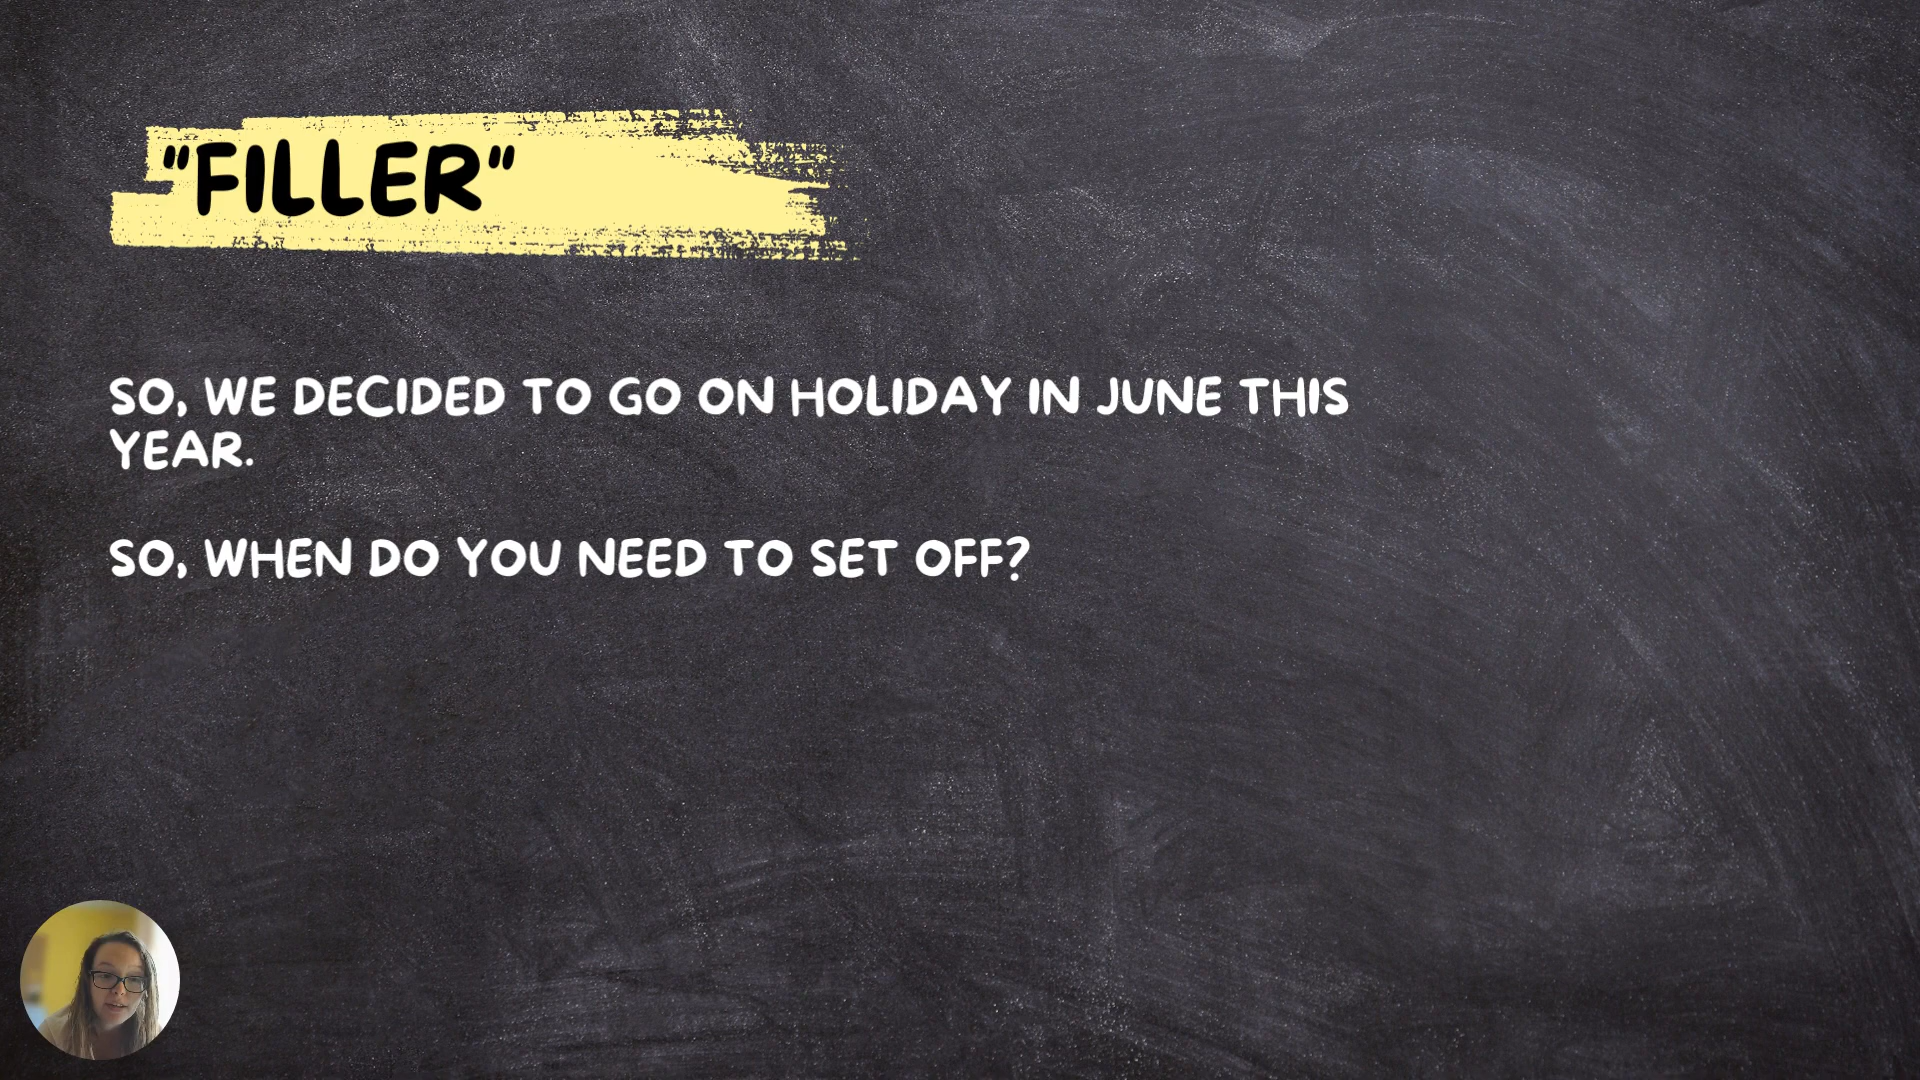 "FILLER"
SO, WE DECIDED TO GO ON HOLIDAY IN JUNE THIS
YEAR.
SO, WHEN DO YOU NEED TO SET OFF?